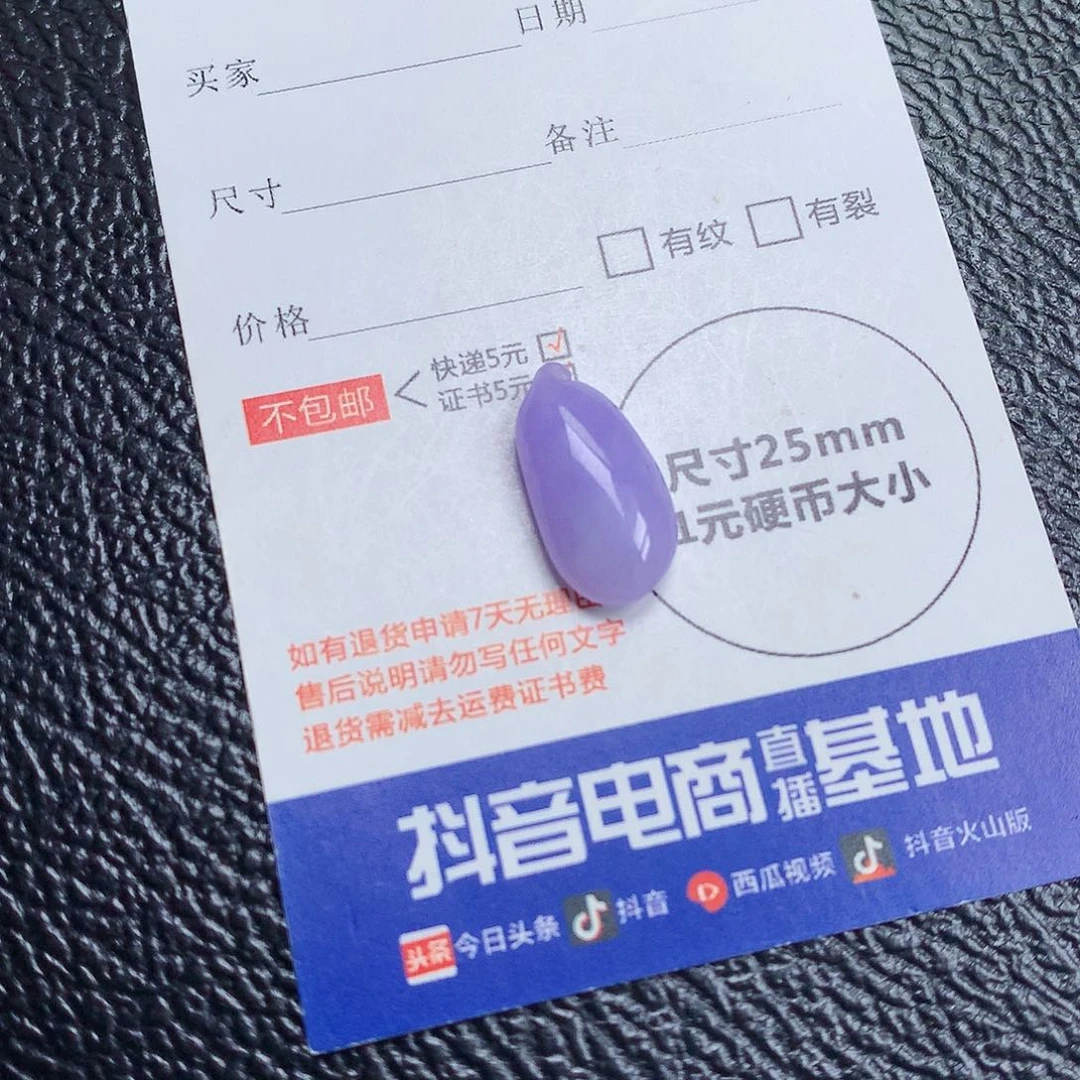 日期
买家
备注
尺寸
有纹 有裂
价格
快递5元
不包邮
证书5元
尺寸25mm
1元硬币大小
如有退货申请7天无理由
售后说明请勿写任何文字
退货需减去运费证书费
抖音电商直播基地
头条 今日头条 抖音 西瓜视频 抖音火山版